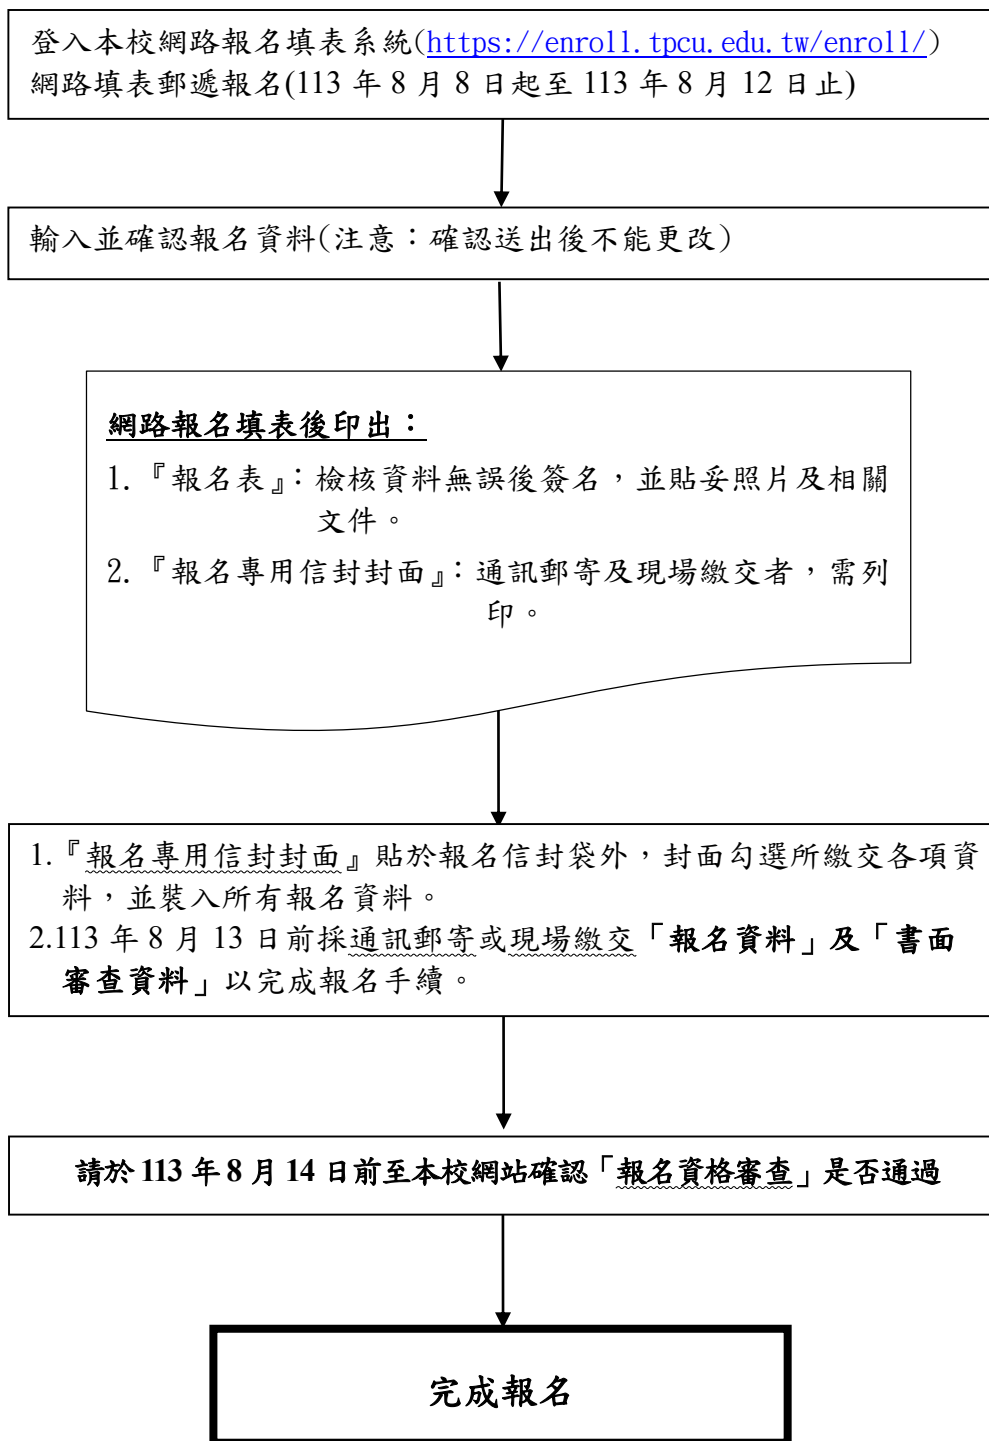 登入本校網路報名填表系統(https://enroll.tpcu.edu.tw/enroll/)
網路填表郵遞報名(113 年 8 月 8 日起至 113 年 8 月 12 日止)
輸入並確認報名資料(注意：確認送出後不能更改)
網路報名填表後印出：
1. 『報名表』：檢核資料無誤後簽名，並貼妥照片及相關
文件。
2. 『報名專用信封封面』：通訊郵寄及現場繳交者，需列
印。
1.『報名專用信封封面』貼於報名信封袋外，封面勾選所繳交各項資
料，並裝入所有報名資料。
2.113 年 8 月 13 日前採通訊郵寄或現場繳交「報名資料」及「書面
審查資料」以完成報名手續。
請於 113 年 8 月 14 日前至本校網站確認「報名資格審查」是否通過
完成報名